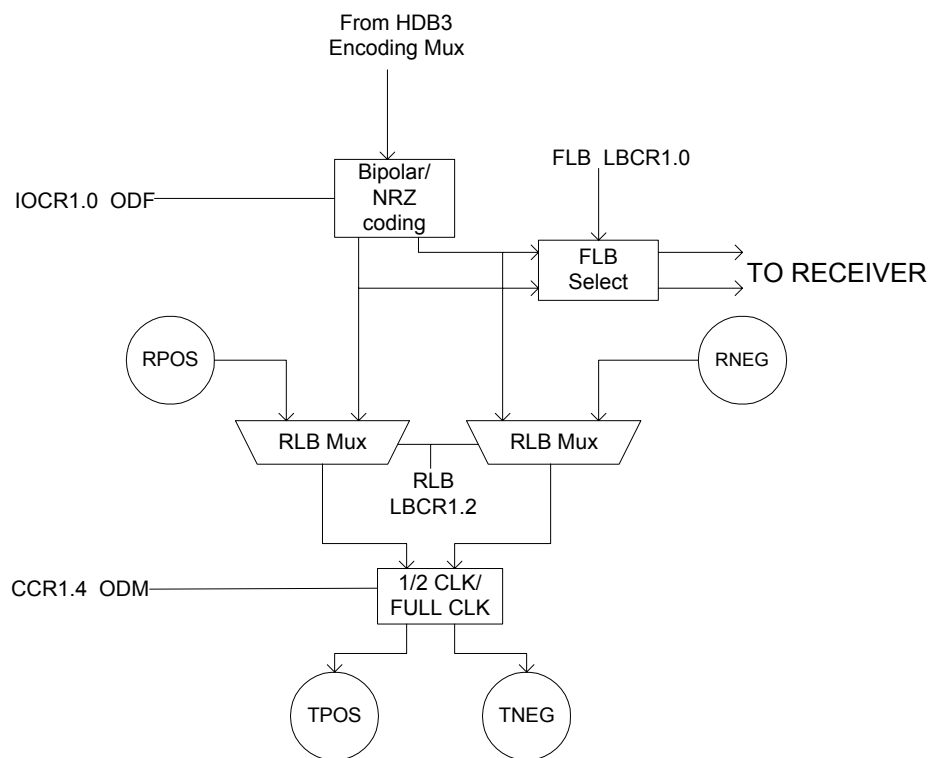 From HDB3
Encoding Mux
FLB LBCR1.0
Bipolar/
NRZ
coding
IOCR1.0 ODF
FLB
Select
TO RECEIVER
RPOS
RNEG
RLB Mux
RLB Mux
RLB
LBCR1.2
CCR1.4 ODM
1/2 CLK/
FULL CLK
TPOS
TNEG